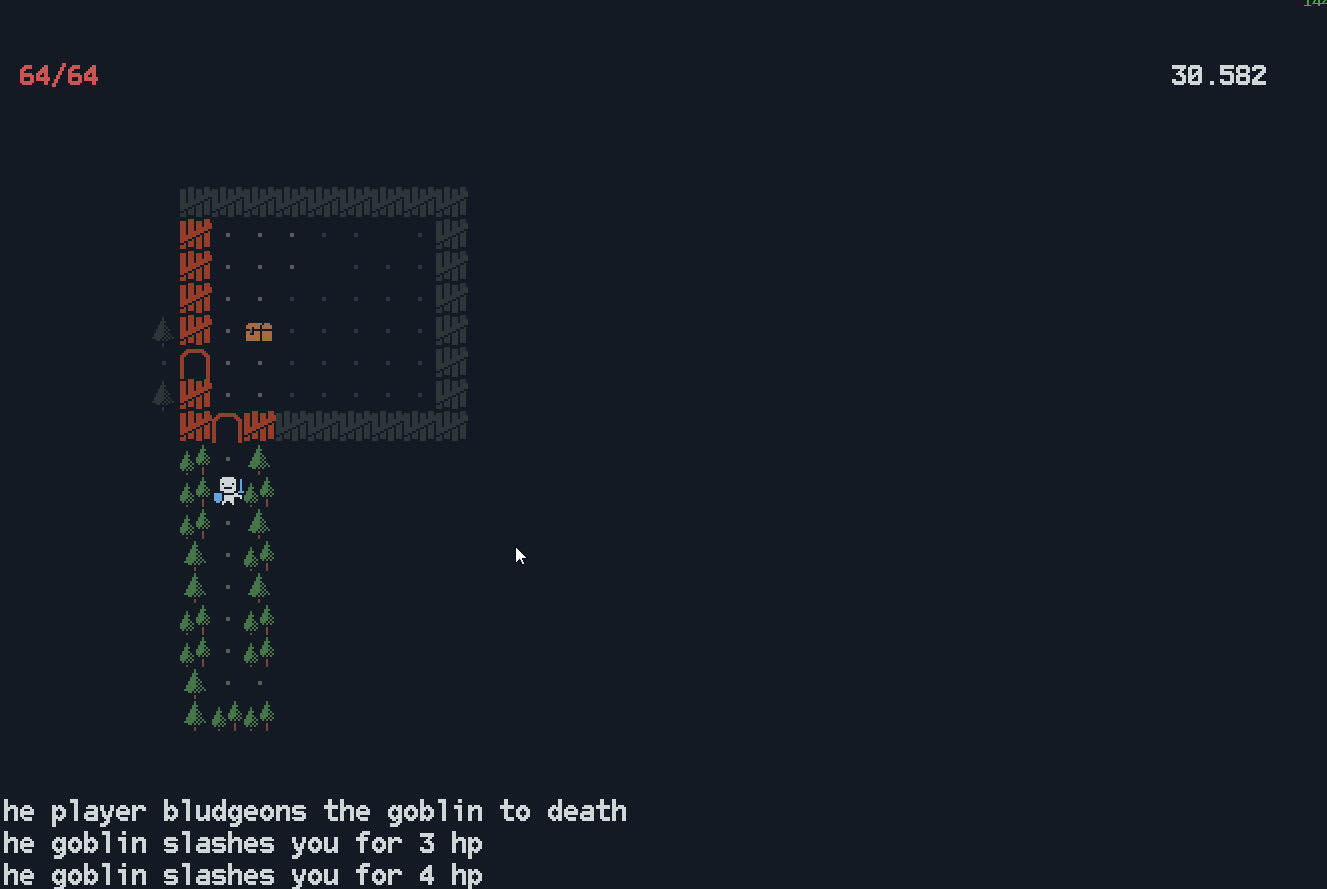 64/64
30.582
he player bludgeons the goblin to death
he goblin slashes you for 3 hp
he goblin slashes you for 4 hp